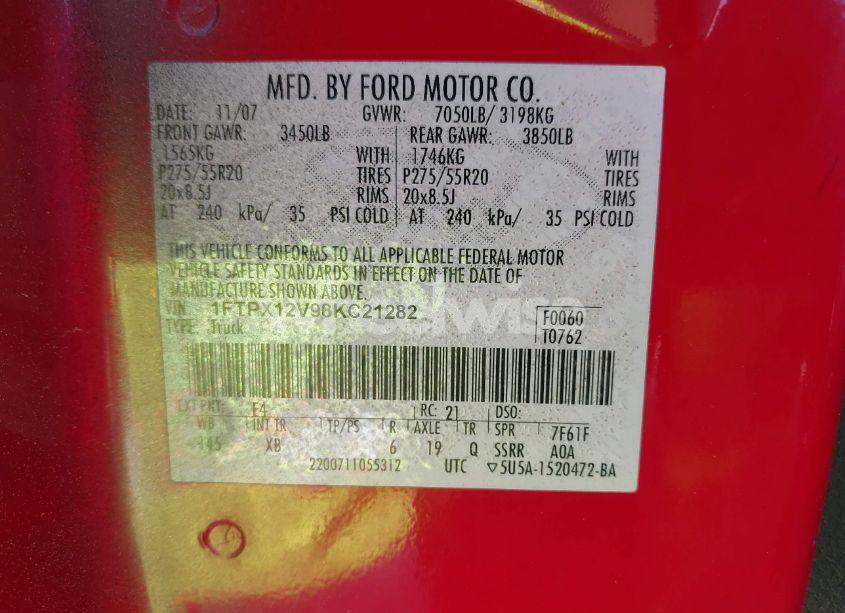 MFD. BY FORD MOTOR CO.
DATE: 11/07 GVWR: 7050LB/ 3198KG
FRONT GAWR: 3450LB REAR GAWR: 3850LB
1565KG WITH 1746KG WITH
P275/55R20 TIRES P275/55R20 TIRES
20x8.5J RIMS 20x8.5J RIMS
AT 240 kPa/ 35 PSI COLD AT 240 kPa/ 35 PSI COLD
THIS VEHICLE CONFORMS TO ALL APPLICABLE FEDERAL MOTOR
VEHICLE SAFETY STANDARDS IN EFFECT ON THE DATE OF
MANUFACTURE SHOWN ABOVE.
VIN: 1FTPX12V98KC21282 F0060
TYPE: Truck T0762
EXT PNT: E4 RC: 21 DSO:
WB INT TR TP/PS R AXLE TR SPR 7F61F
145 XB 6 19 Q SSRR A0A
2200711055312 UTC ▽5U5A-1520472-BA